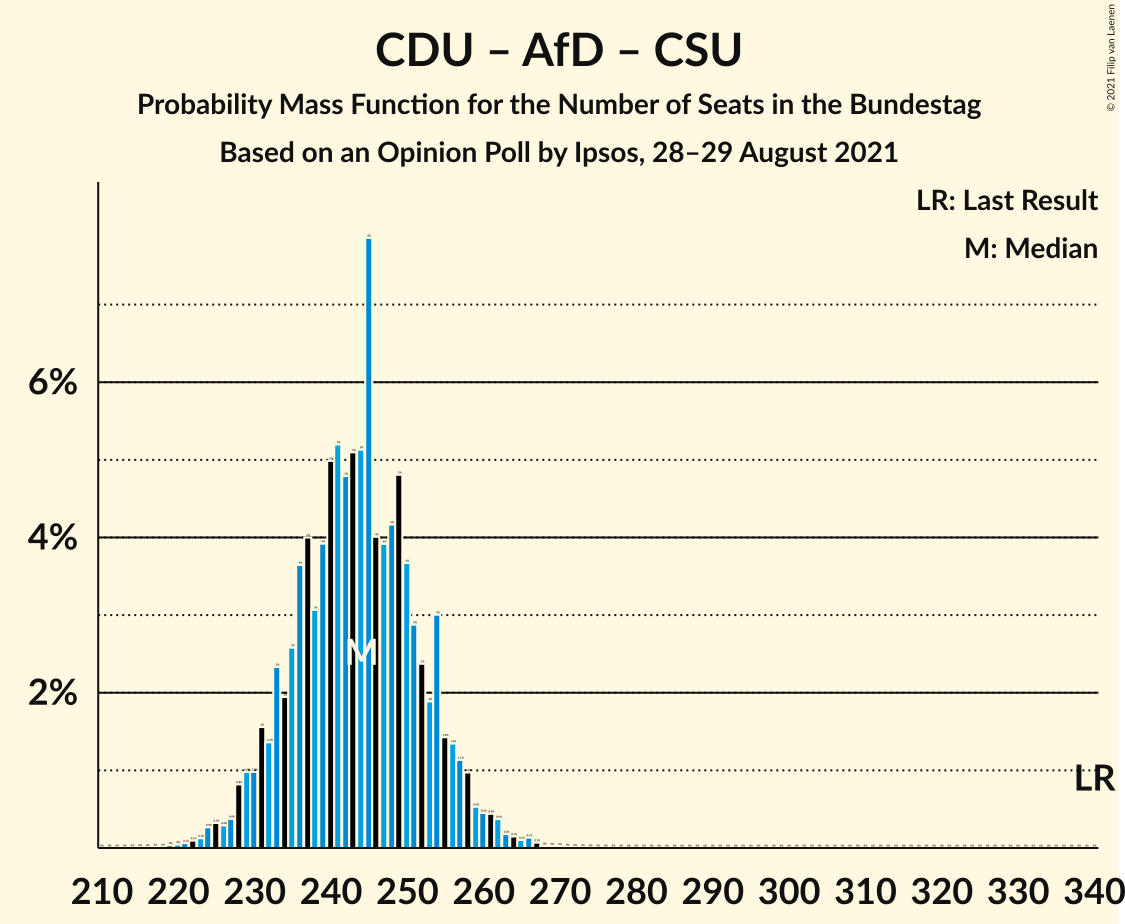 CDU – AfD – CSU
Probability Mass Function for the Number of Seats in the Bundestag
Based on an Opinion Poll by Ipsos, 28–29 August 2021
© 2021 Filip van Laenen
LR: Last Result
M: Median
6%
4%
2%
M
LR
210 220 230 240 250 260 270 280 290 300 310 320 330 340